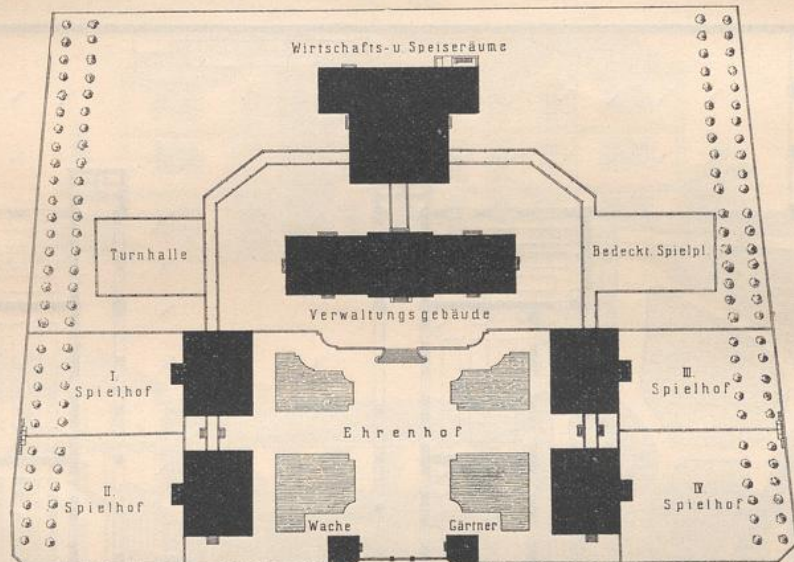 Wirtschafts- u. Speiseräume
Turnhalle
Bedeckt. Spielpl.
Verwaltungsgebäude
I.
Spielhof
III.
Spielhof
Ehrenhof
II.
Spielhof
IV
Spielhof
Wache
Gärtner